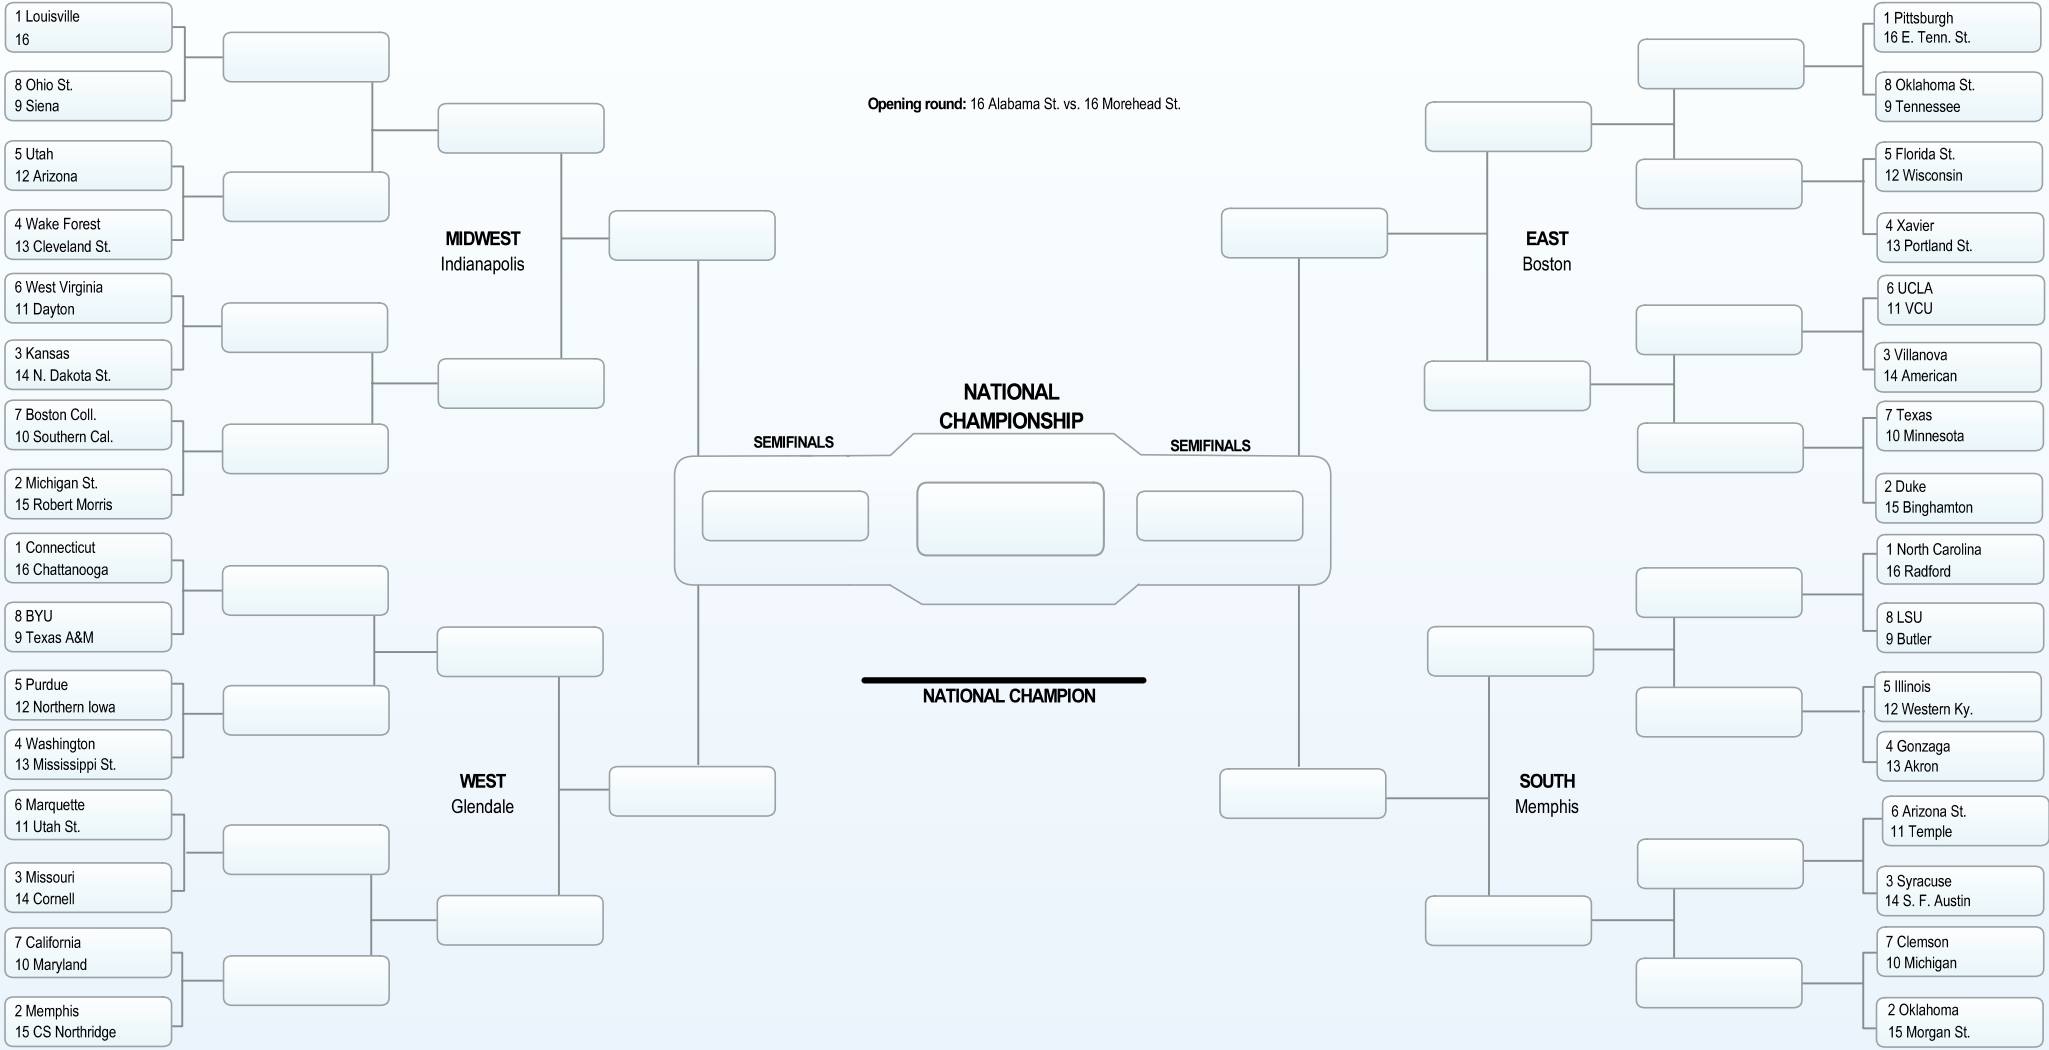 1 Louisville
16
8 Ohio St.
9 Siena
5 Utah
12 Arizona
4 Wake Forest
13 Cleveland St.
6 West Virginia
11 Dayton
3 Kansas
14 N. Dakota St.
7 Boston Coll.
10 Southern Cal.
2 Michigan St.
15 Robert Morris
1 Connecticut
16 Chattanooga
8 BYU
9 Texas A&M
5 Purdue
12 Northern Iowa
4 Washington
13 Mississippi St.
6 Marquette
11 Utah St.
3 Missouri
14 Cornell
7 California
10 Maryland
2 Memphis
15 CS Northridge
MIDWEST
Indianapolis
WEST
Glendale
Opening round: 16 Alabama St. vs. 16 Morehead St.
NATIONAL
CHAMPIONSHIP
SEMIFINALS
SEMIFINALS
NATIONAL CHAMPION
EAST
Boston
SOUTH
Memphis
1 Pittsburgh
16 E. Tenn. St.
8 Oklahoma St.
9 Tennessee
5 Florida St.
12 Wisconsin
4 Xavier
13 Portland St.
6 UCLA
11 VCU
3 Villanova
14 American
7 Texas
10 Minnesota
2 Duke
15 Binghamton
1 North Carolina
16 Radford
8 LSU
9 Butler
5 Illinois
12 Western Ky.
4 Gonzaga
13 Akron
6 Arizona St.
11 Temple
3 Syracuse
14 S. F. Austin
7 Clemson
10 Michigan
2 Oklahoma
15 Morgan St.